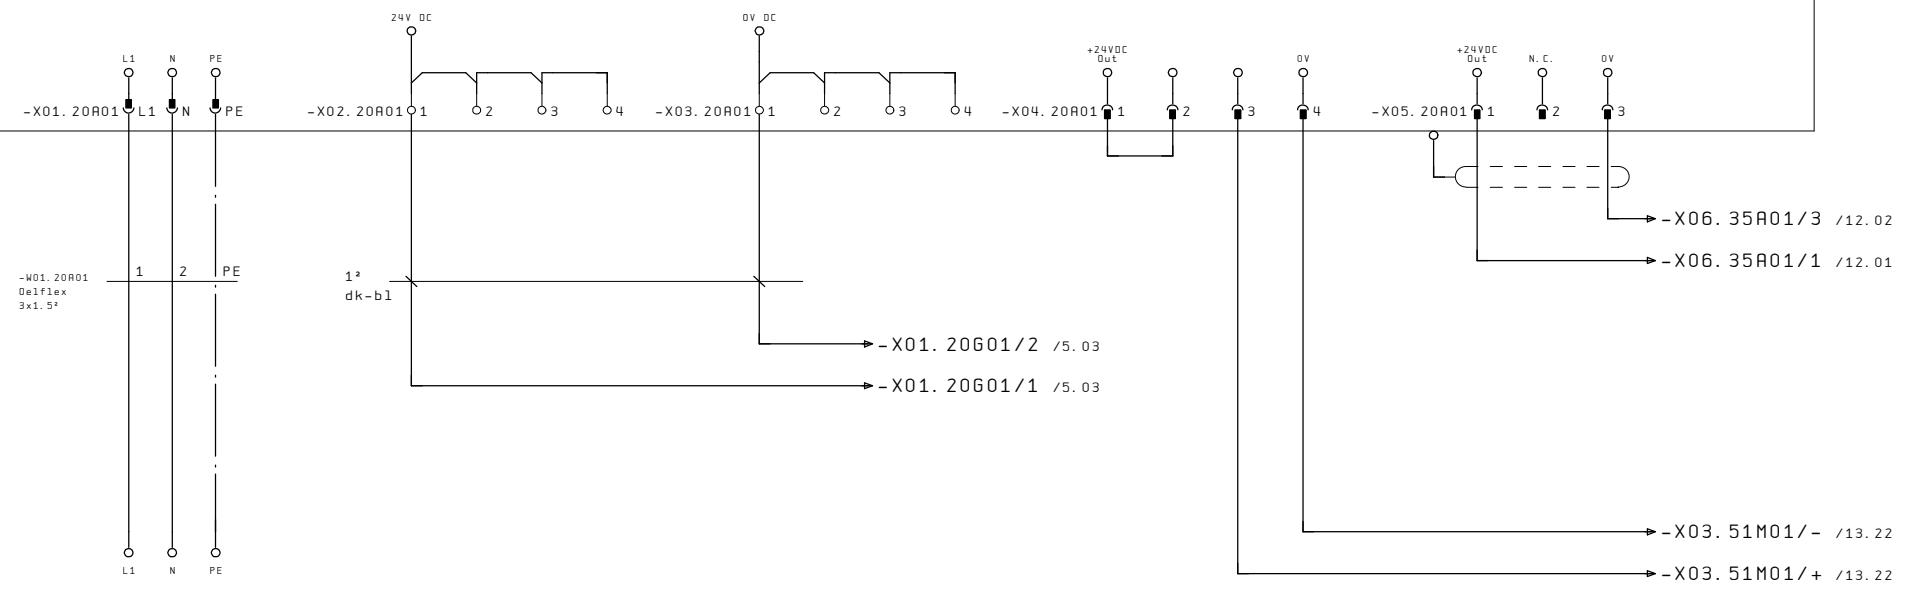 24V DC
0V DC
+24VDC
Out
+24VDC
Out
L1
N
PE
0V
N.C.
0V
-X01.20A01
L1
N
PE
-X02.20A01
1
2
3
4
-X03.20A01
1
2
3
4
-X04.20A01
1
2
3
4
-X05.20A01
1
2
3
-X06.35A01/3 /12.02
-X06.35A01/1 /12.01
-W01.20A01
Oelflex
3x1.5²
1
2
PE
1²
dk-bl
-X01.20G01/2 /5.03
-X01.20G01/1 /5.03
-X03.51M01/- /13.22
-X03.51M01/+ /13.22
L1
N
PE